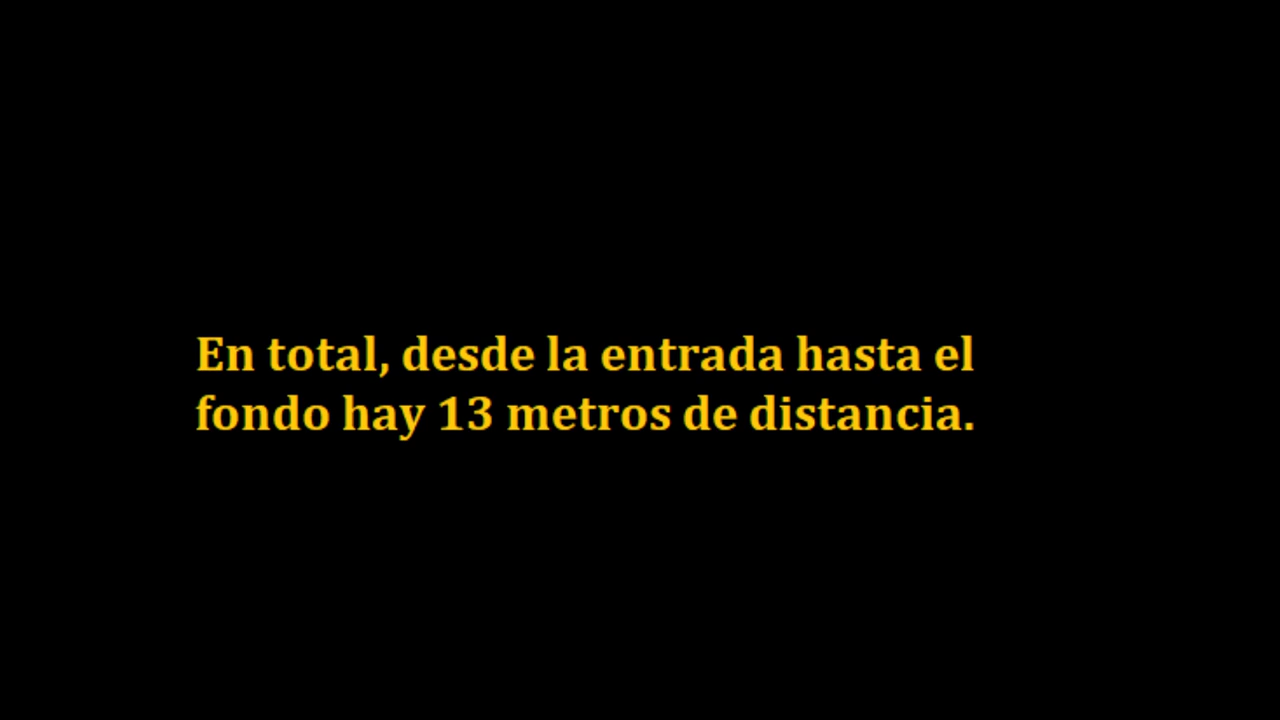 En total, desde la entrada hasta el
fondo hay 13 metros de distancia.